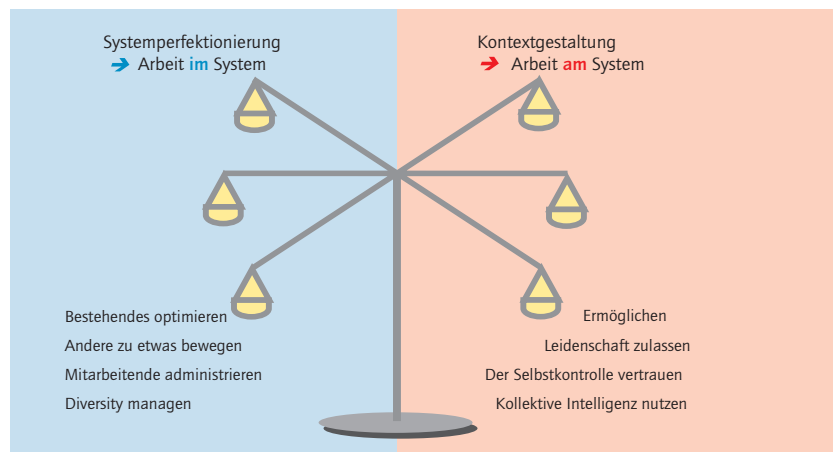 Systemperfektionierung
➔ Arbeit im System
Bestehendes optimieren
Andere zu etwas bewegen
Mitarbeitende administrieren
Diversity managen
Kontextgestaltung
➔ Arbeit am System
Ermöglichen
Leidenschaft zulassen
Der Selbstkontrolle vertrauen
Kollektive Intelligenz nutzen